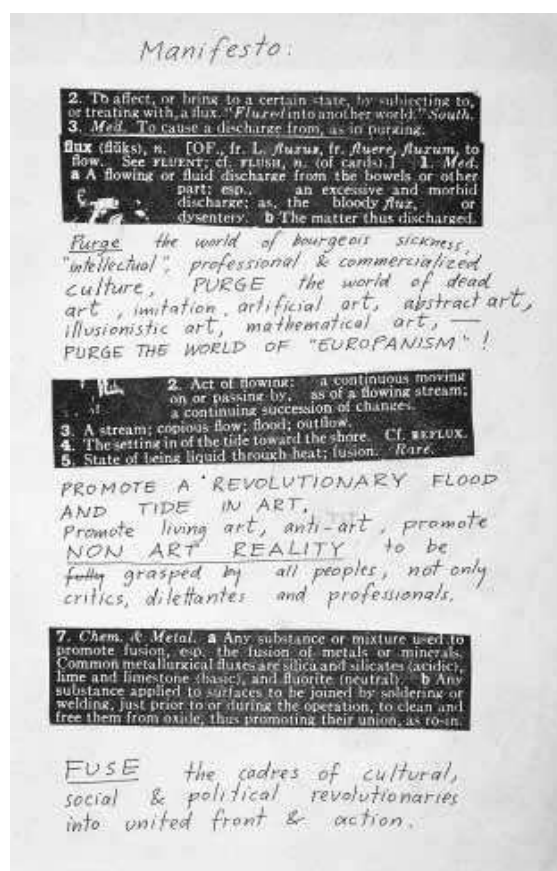 Manifesto:
2. To affect, or bring to a certain state, by subjecting to,
or treating with, a flux. "Fluxed into another world." South.
3. Med. To cause a discharge from, as in purging.
flux (flŭks), n. [OF., fr. L. fluxus, fr. fluere, fluxum, to
flow. See FLUENT; cf. FLUSH, n. (of cards).] 1. Med.
a A flowing or fluid discharge from the bowels or other
part; esp., an excessive and morbid
discharge; as, the bloody flux, or
dysentery. b The matter thus discharged.
Purge the world of bourgeois sickness,
"intellectual", professional & commercialized
culture, PURGE the world of dead
art, imitation, artificial art, abstract art,
illusionistic art, mathematical art, —
PURGE THE WORLD OF "EUROPANISM"!
2. Act of flowing: a continuous moving
on or passing by, as of a flowing stream;
a continuing succession of changes.
3. A stream; copious flow; flood; outflow.
4. The setting in of the tide toward the shore. Cf. REFLUX.
5. State of being liquid through heat; fusion. Rare.
PROMOTE A REVOLUTIONARY FLOOD
AND TIDE IN ART,
Promote living art, anti-art, promote
NON ART REALITY to be
fully grasped by all peoples, not only
critics, dilettantes and professionals.
7. Chem. & Metal. a Any substance or mixture used to
promote fusion, esp. the fusion of metals or minerals.
Common metallurgical fluxes are silica and silicates (acidic),
lime and limestone (basic), and fluorite (neutral). b Any
substance applied to surfaces to be joined by soldering or
welding, just prior to or during the operation, to clean and
free them from oxide, thus promoting their union, as rosin.
FUSE the cadres of cultural,
social & political revolutionaries
into united front & action.